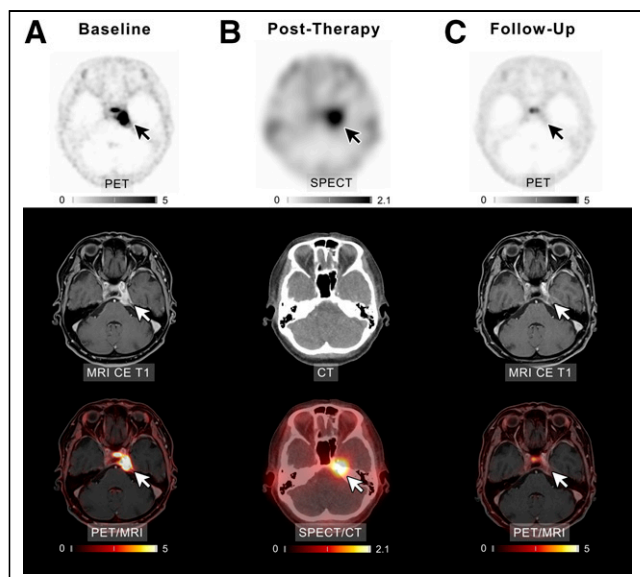 A Baseline B Post-Therapy C Follow-Up
PET SPECT PET
0 5 0 2.1 0 5
MRI CE T1 CT MRI CE T1
PET/MRI SPECT/CT PET/MRI
0 5 0 2.1 0 5